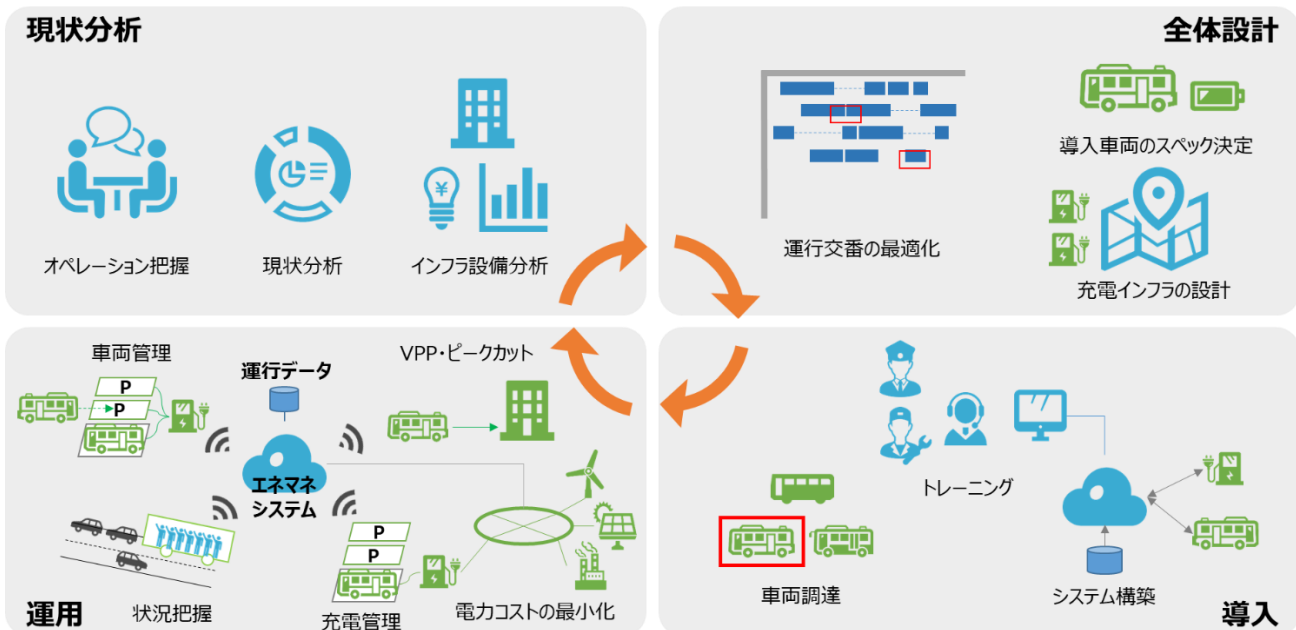 現状分析
オペレーション把握
現状分析
¥
インフラ設備分析
全体設計
運行交番の最適化
導入車両のスペック決定
充電インフラの設計
車両管理
P
P
運行データ
エネマネ
システム
VPP・ピークカット
状況把握
P
P
充電管理
電力コストの最小化
運用
トレーニング
車両調達
システム構築
導入